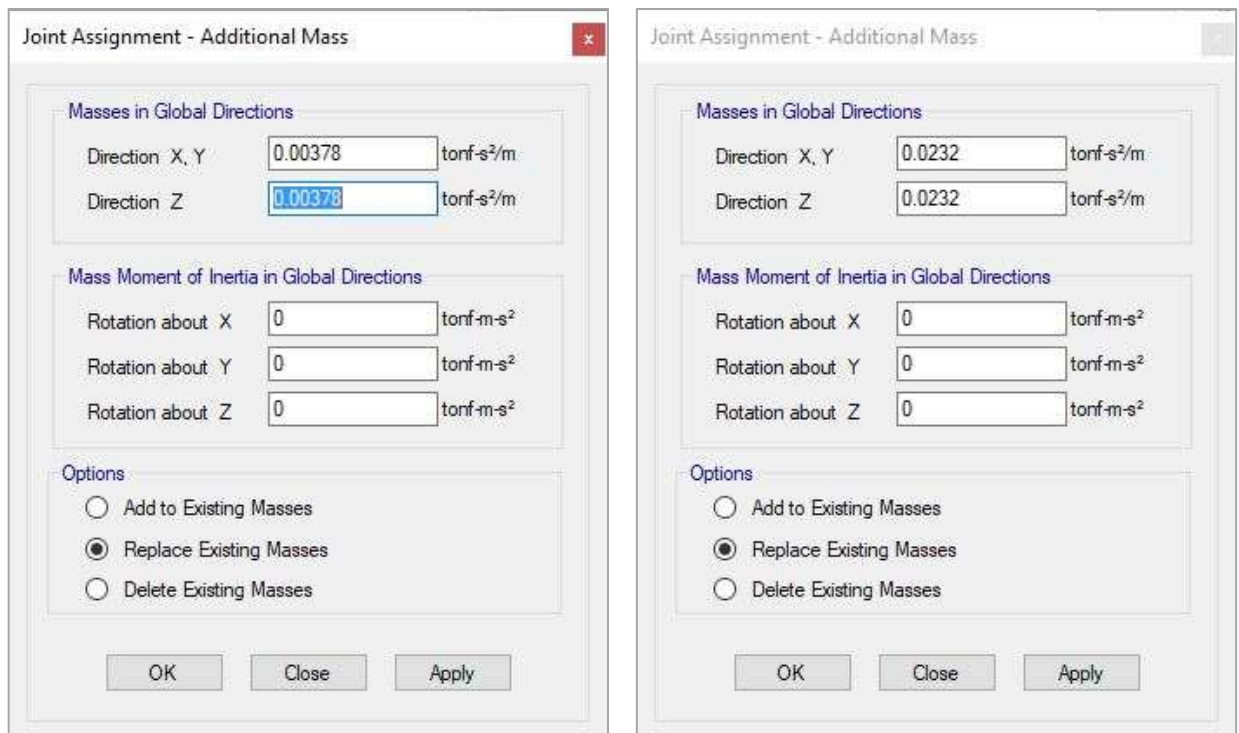 Joint Assignment - Additional Mass
x
Masses in Global Directions
Direction X, Y 0.00378 tonf-s²/m
Direction Z 0.00378 tonf-s²/m
Mass Moment of Inertia in Global Directions
Rotation about X 0 tonf-m-s²
Rotation about Y 0 tonf-m-s²
Rotation about Z 0 tonf-m-s²
Options
Add to Existing Masses
Replace Existing Masses
Delete Existing Masses
OK Close Apply
Joint Assignment - Additional Mass
x
Masses in Global Directions
Direction X, Y 0.0232 tonf-s²/m
Direction Z 0.0232 tonf-s²/m
Mass Moment of Inertia in Global Directions
Rotation about X 0 tonf-m-s²
Rotation about Y 0 tonf-m-s²
Rotation about Z 0 tonf-m-s²
Options
Add to Existing Masses
Replace Existing Masses
Delete Existing Masses
OK Close Apply